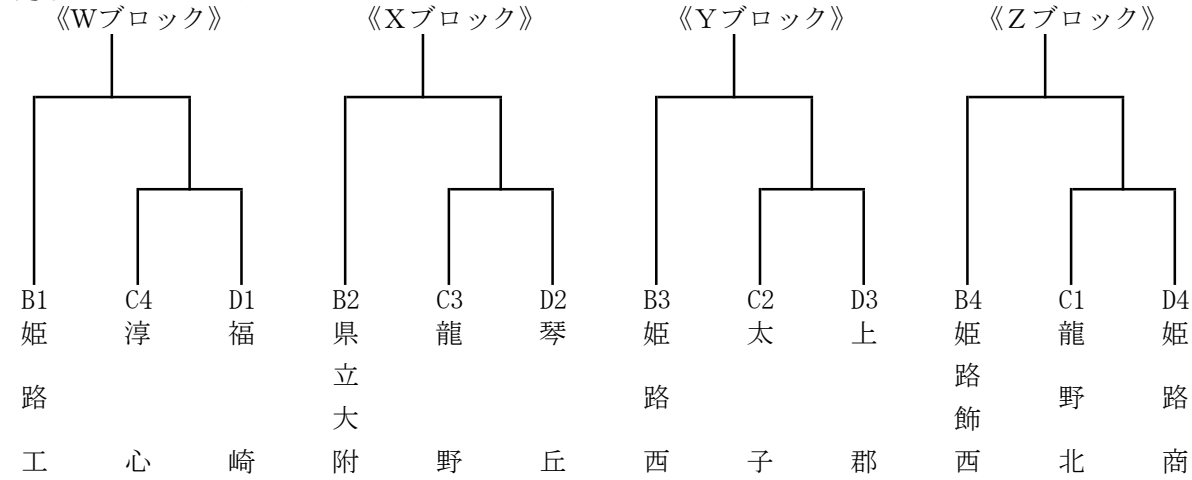 《Wブロック》 《Xブロック》 《Yブロック》 《Zブロック》
B1 C4 D1 B2 C3 D2 B3 C2 D3 B4 C1 D4
姫路工
淳心
福崎
県立大附
龍野
琴丘
姫路西
太子
上郡
姫路飾西
龍野北
姫路商